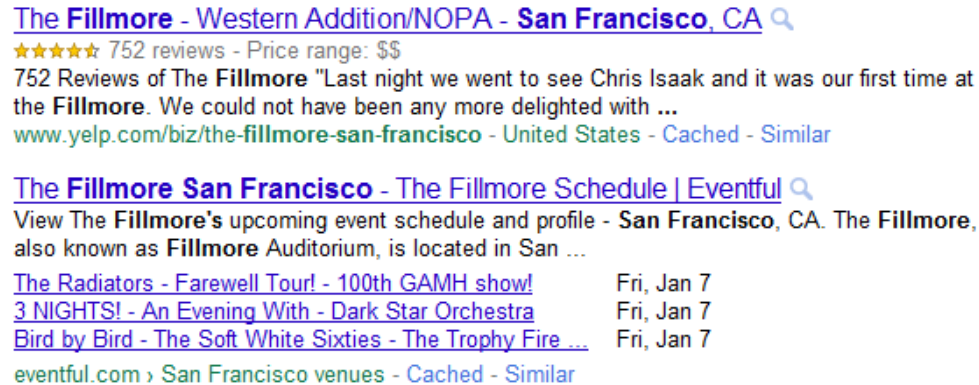 The Fillmore - Western Addition/NOPA - San Francisco, CA
752 reviews - Price range: $$
752 Reviews of The Fillmore "Last night we went to see Chris Isaak and it was our first time at
the Fillmore. We could not have been any more delighted with ...
www.yelp.com/biz/the-fillmore-san-francisco - United States - Cached - Similar
The Fillmore San Francisco - The Fillmore Schedule | Eventful
View The Fillmore's upcoming event schedule and profile - San Francisco, CA. The Fillmore,
also known as Fillmore Auditorium, is located in San ...
The Radiators - Farewell Tour! - 100th GAMH show! Fri, Jan 7
3 NIGHTS! - An Evening With - Dark Star Orchestra Fri, Jan 7
Bird by Bird - The Soft White Sixties - The Trophy Fire ... Fri, Jan 7
eventful.com › San Francisco venues - Cached - Similar